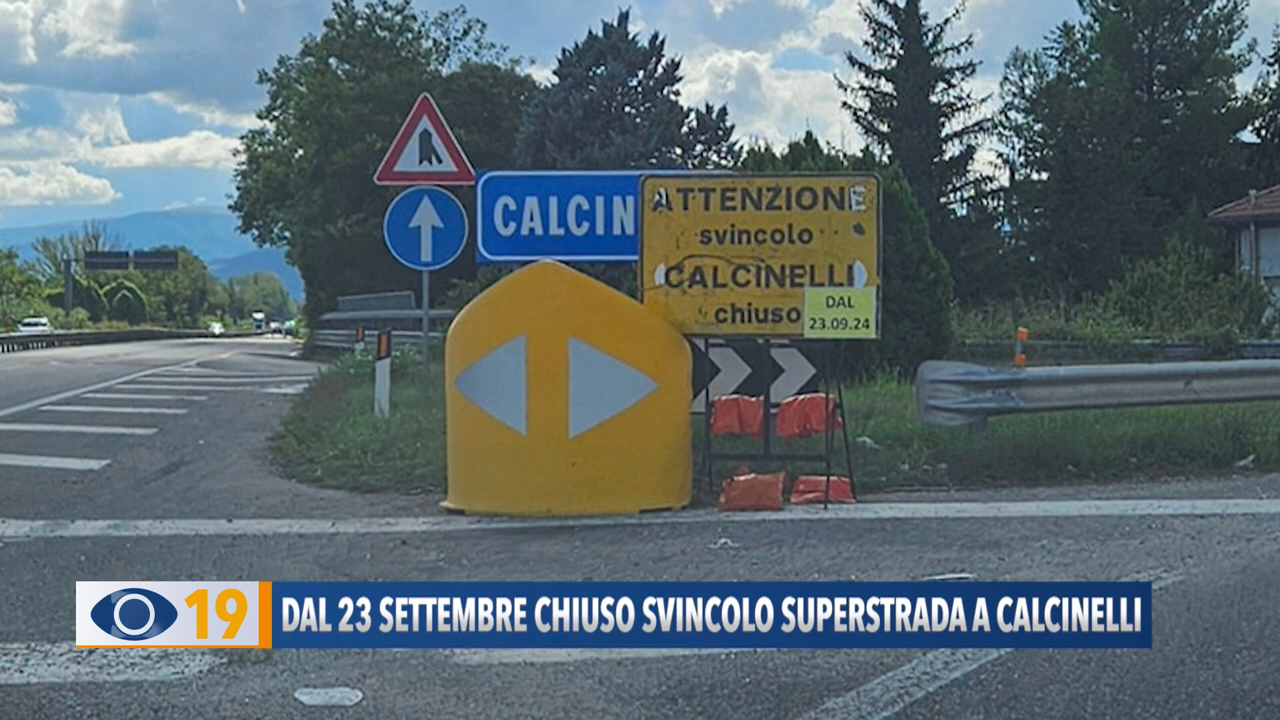 CALCIN
ATTENZIONE
svincolo
CALCINELLI
chiuso
DAL
23.09.24
19
DAL 23 SETTEMBRE CHIUSO SVINCOLO SUPERSTRADA A CALCINELLI